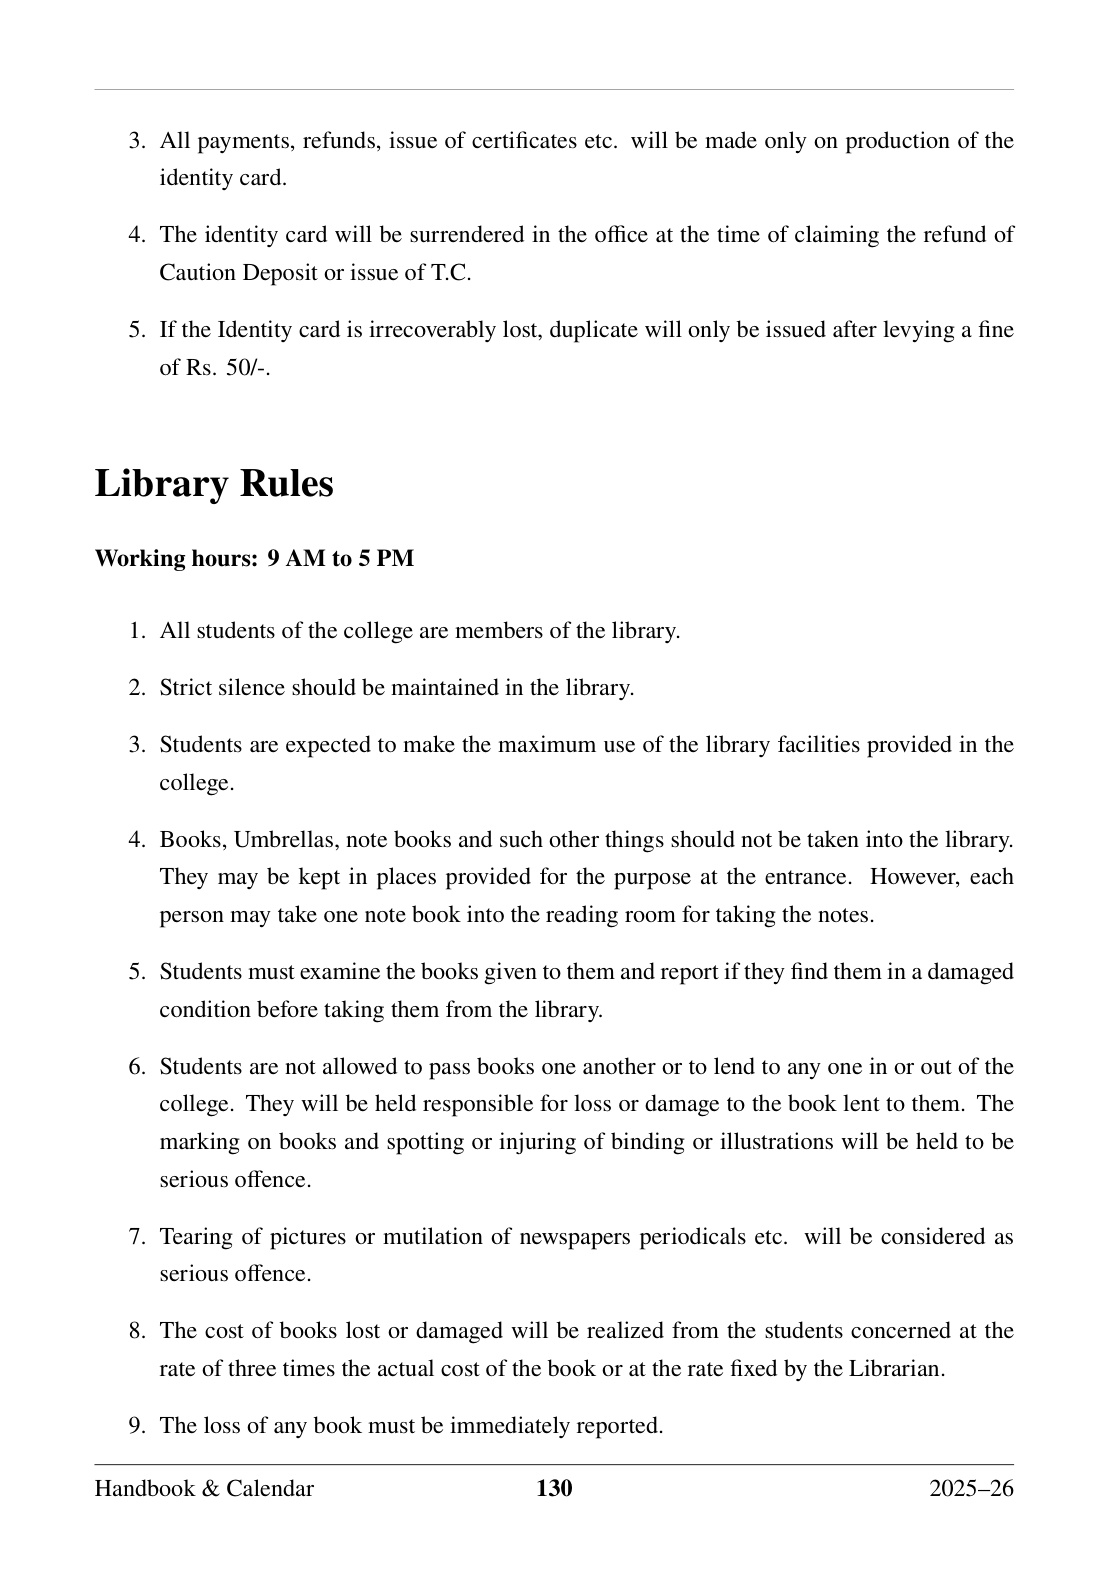 3. All payments, refunds, issue of certificates etc. will be made only on production of the
identity card.
4. The identity card will be surrendered in the office at the time of claiming the refund of
Caution Deposit or issue of T.C.
5. If the Identity card is irrecoverably lost, duplicate will only be issued after levying a fine
of Rs. 50/-.
Library Rules
Working hours: 9 AM to 5 PM
1. All students of the college are members of the library.
2. Strict silence should be maintained in the library.
3. Students are expected to make the maximum use of the library facilities provided in the
college.
4. Books, Umbrellas, note books and such other things should not be taken into the library.
They may be kept in places provided for the purpose at the entrance. However, each
person may take one note book into the reading room for taking the notes.
5. Students must examine the books given to them and report if they find them in a damaged
condition before taking them from the library.
6. Students are not allowed to pass books one another or to lend to any one in or out of the
college. They will be held responsible for loss or damage to the book lent to them. The
marking on books and spotting or injuring of binding or illustrations will be held to be
serious offence.
7. Tearing of pictures or mutilation of newspapers periodicals etc. will be considered as
serious offence.
8. The cost of books lost or damaged will be realized from the students concerned at the
rate of three times the actual cost of the book or at the rate fixed by the Librarian.
9. The loss of any book must be immediately reported.
Handbook & Calendar 130 2025–26